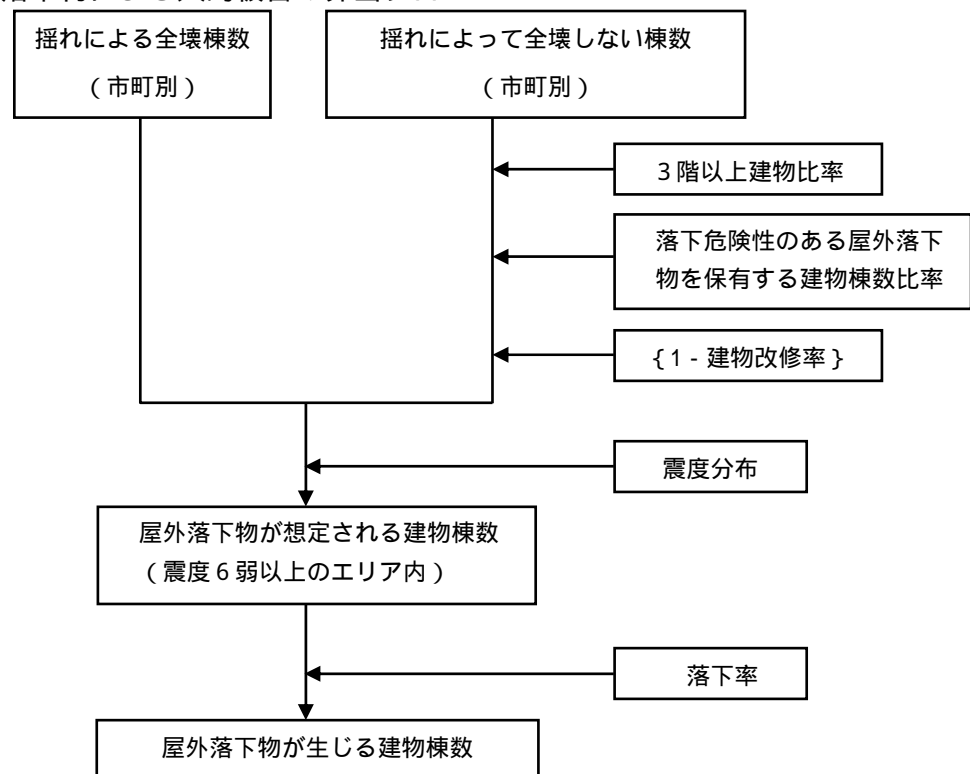 揺れによる全壊棟数
(市町別)
揺れによって全壊しない棟数
(市町別)
3階以上建物比率
落下危険性のある屋外落下
物を保有する建物棟数比率
{1-建物改修率}
震度分布
屋外落下物が想定される建物棟数
(震度6弱以上のエリア内)
落下率
屋外落下物が生じる建物棟数